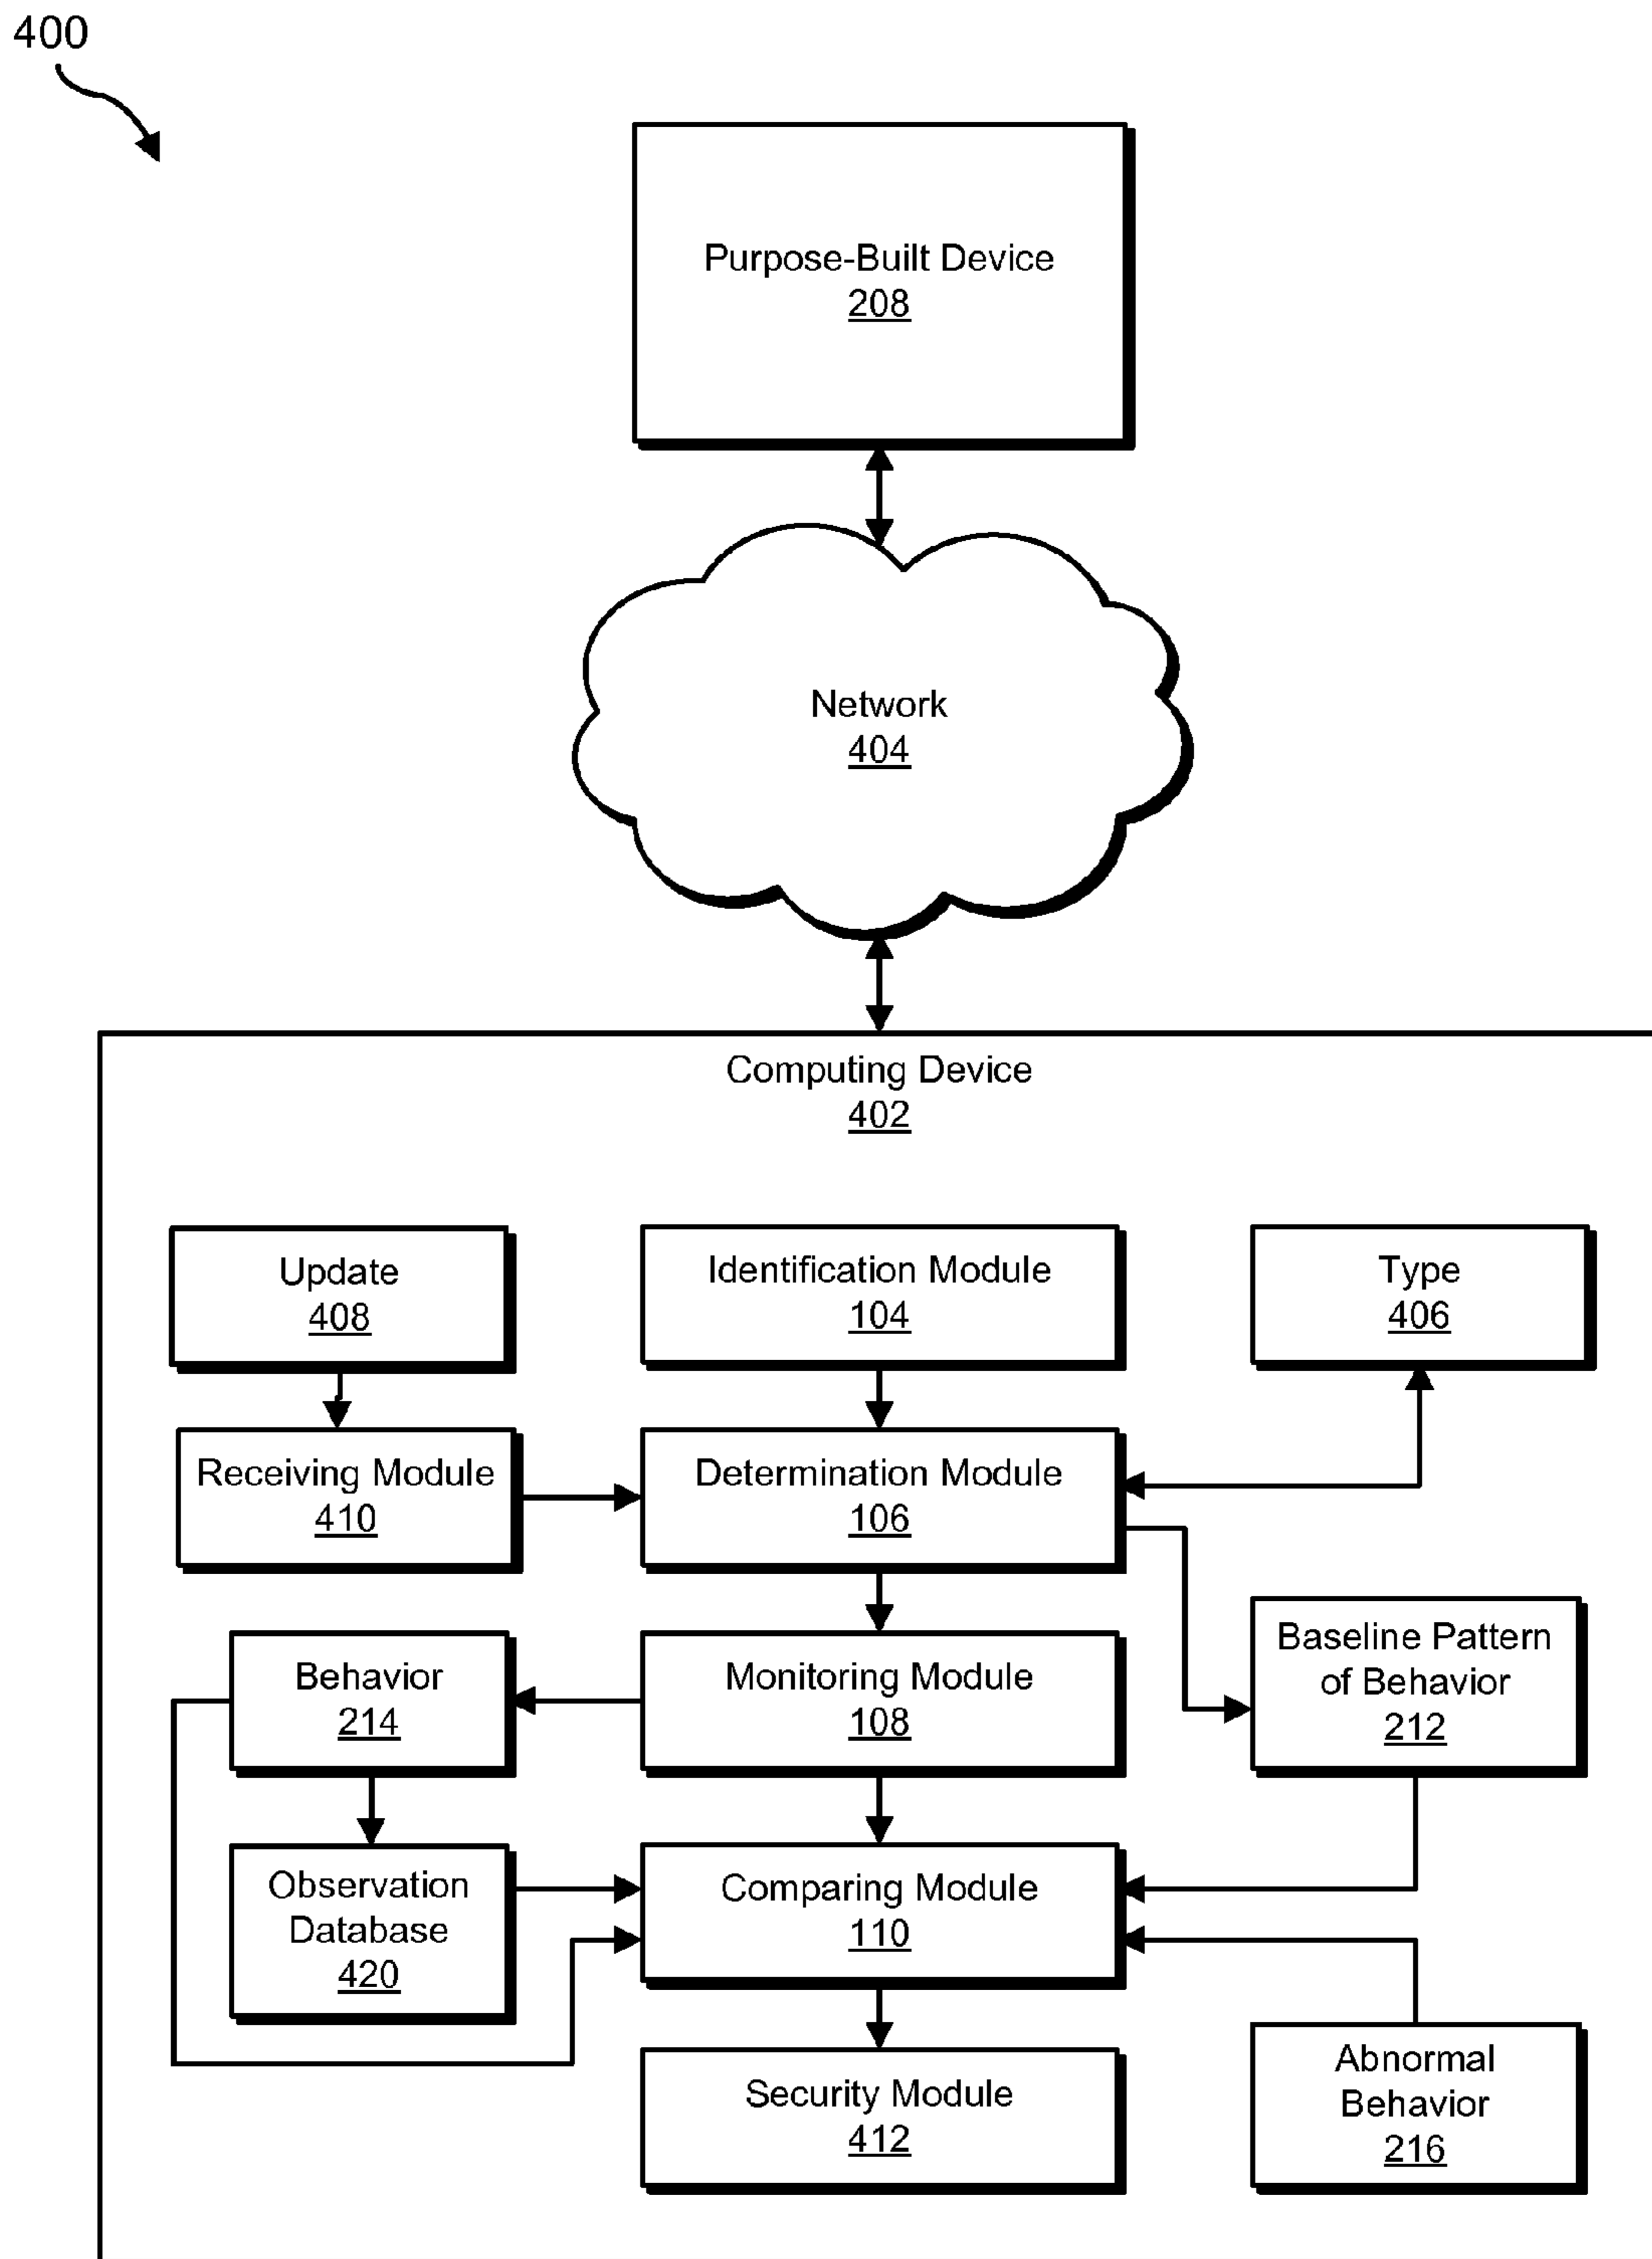 400
Purpose-Built Device
208
Network
404
Computing Device
402
Update
408
Identification Module
104
Type
406
Receiving Module
410
Determination Module
106
Behavior
214
Monitoring Module
108
Baseline Pattern
of Behavior
212
Observation
Database
420
Comparing Module
110
Security Module
412
Abnormal
Behavior
216